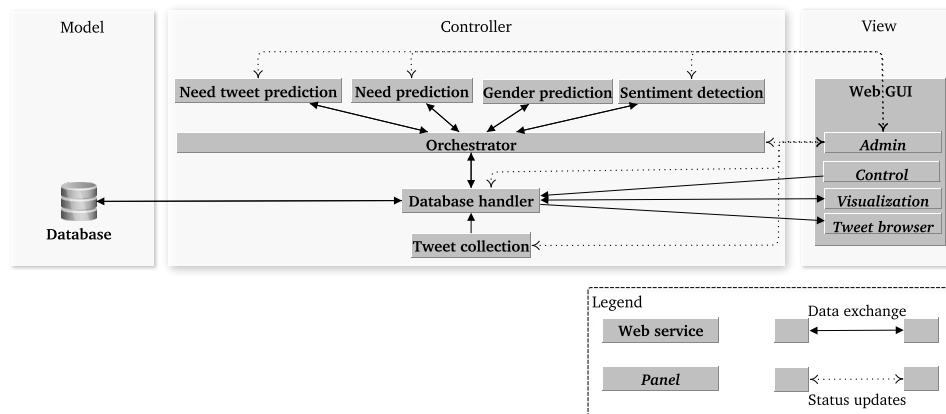 Model
Controller
View
Need tweet prediction
Need prediction
Gender prediction
Sentiment detection
Web GUI
Orchestrator
Admin
Control
Database handler
Visualization
Tweet browser
Database
Tweet collection
Legend
Web service
Data exchange
Panel
Status updates